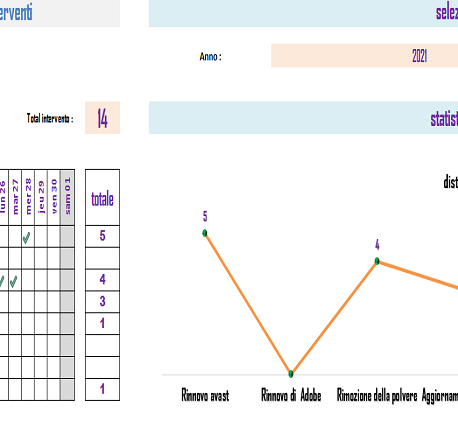 erventi
selez
Anno :
2021
Total intervento :
14
statist
lun 26
mar 27
mer 28
jeu 29
ven 30
sam 01
totale
dist
5
4
3
1
1
5
4
Rinnovo avast
Rinnovo di Adobe
Rimozione della polvere
Aggiornam